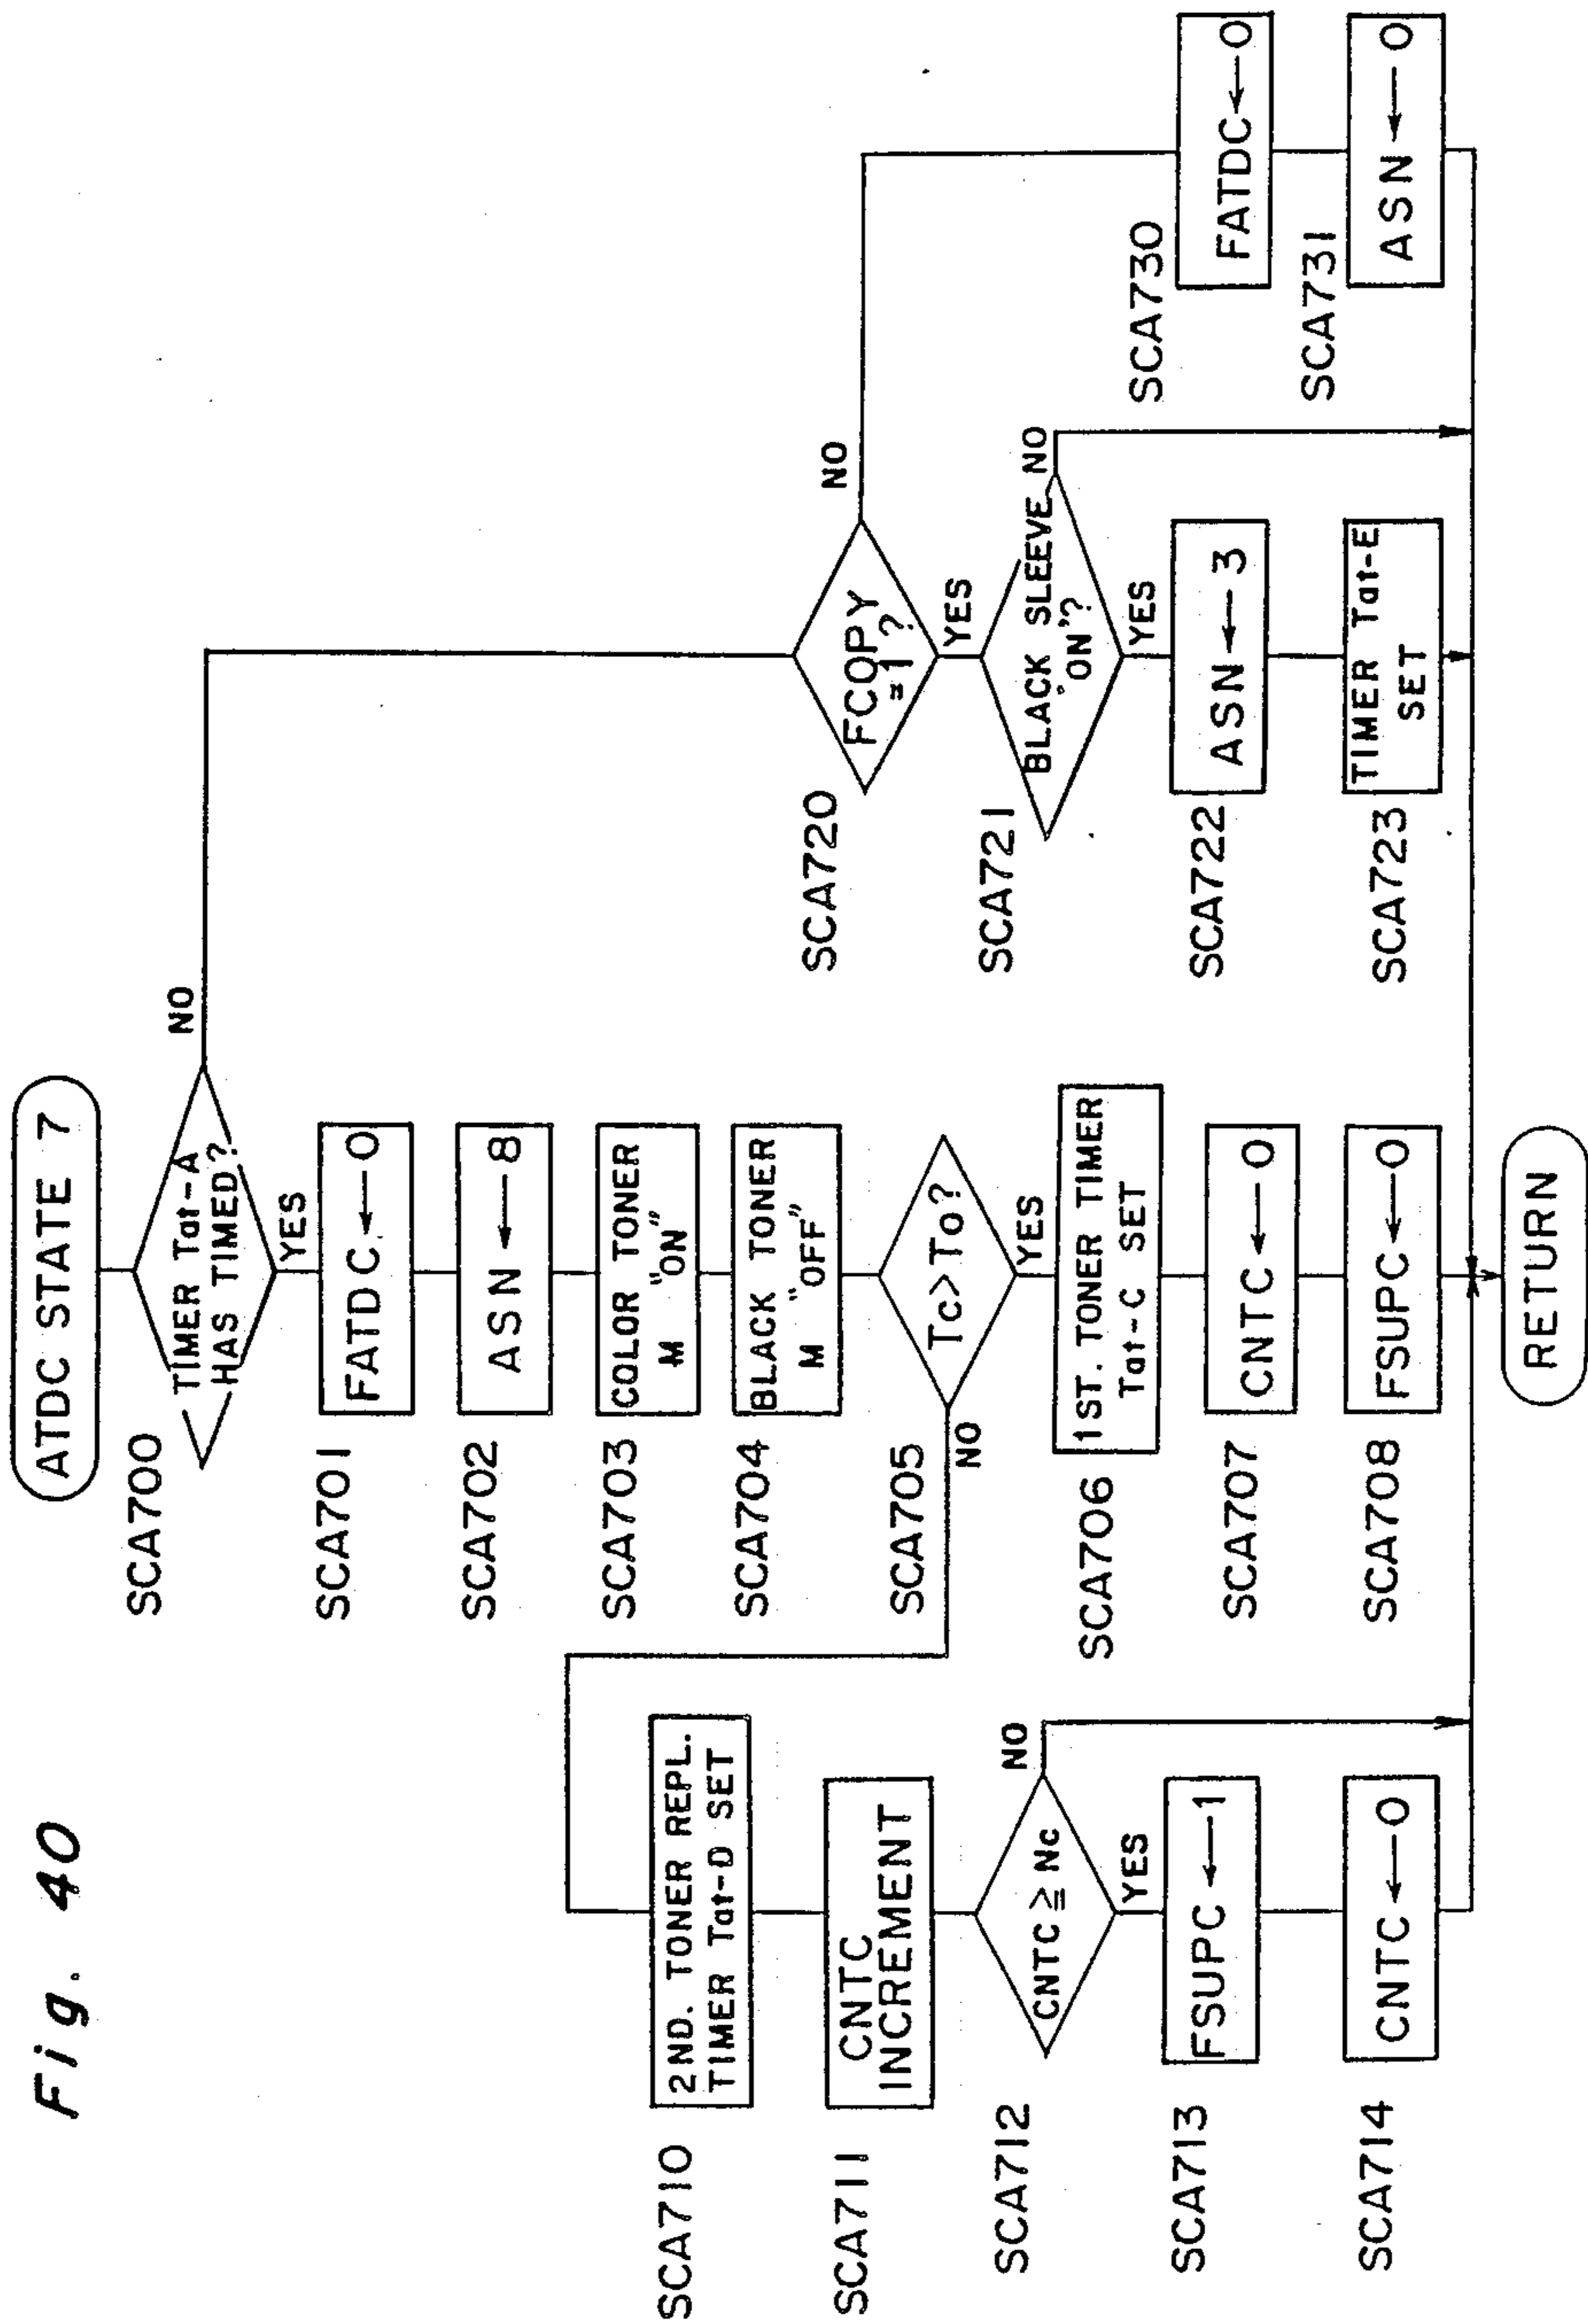 Fig. 40
ATDC STATE 7
SCA700
TIMER Tat-A
HAS TIMED?
NO
YES
SCA701
FATDC←0
SCA702
ASN←8
SCA703
COLOR TONER
M "ON"
SCA704
BLACK TONER
M "OFF"
SCA705
Tc>To?
NO
YES
SCA706
1ST. TONER TIMER
Tat-C SET
SCA707
CNTC←0
SCA708
FSUPC←0
SCA710
2ND. TONER REPL.
TIMER Tat-D SET
SCA711
CNTC
INCREMENT
SCA712
CNTC≧Nc
NO
YES
SCA713
FSUPC←1
SCA714
CNTC←0
SCA720
FCOPY
=1?
NO
YES
SCA721
BLACK SLEEVE
"ON"?
NO
YES
SCA722
ASN←3
SCA723
TIMER Tat-E
SET
SCA730
FATDC←0
SCA731
ASN←0
RETURN